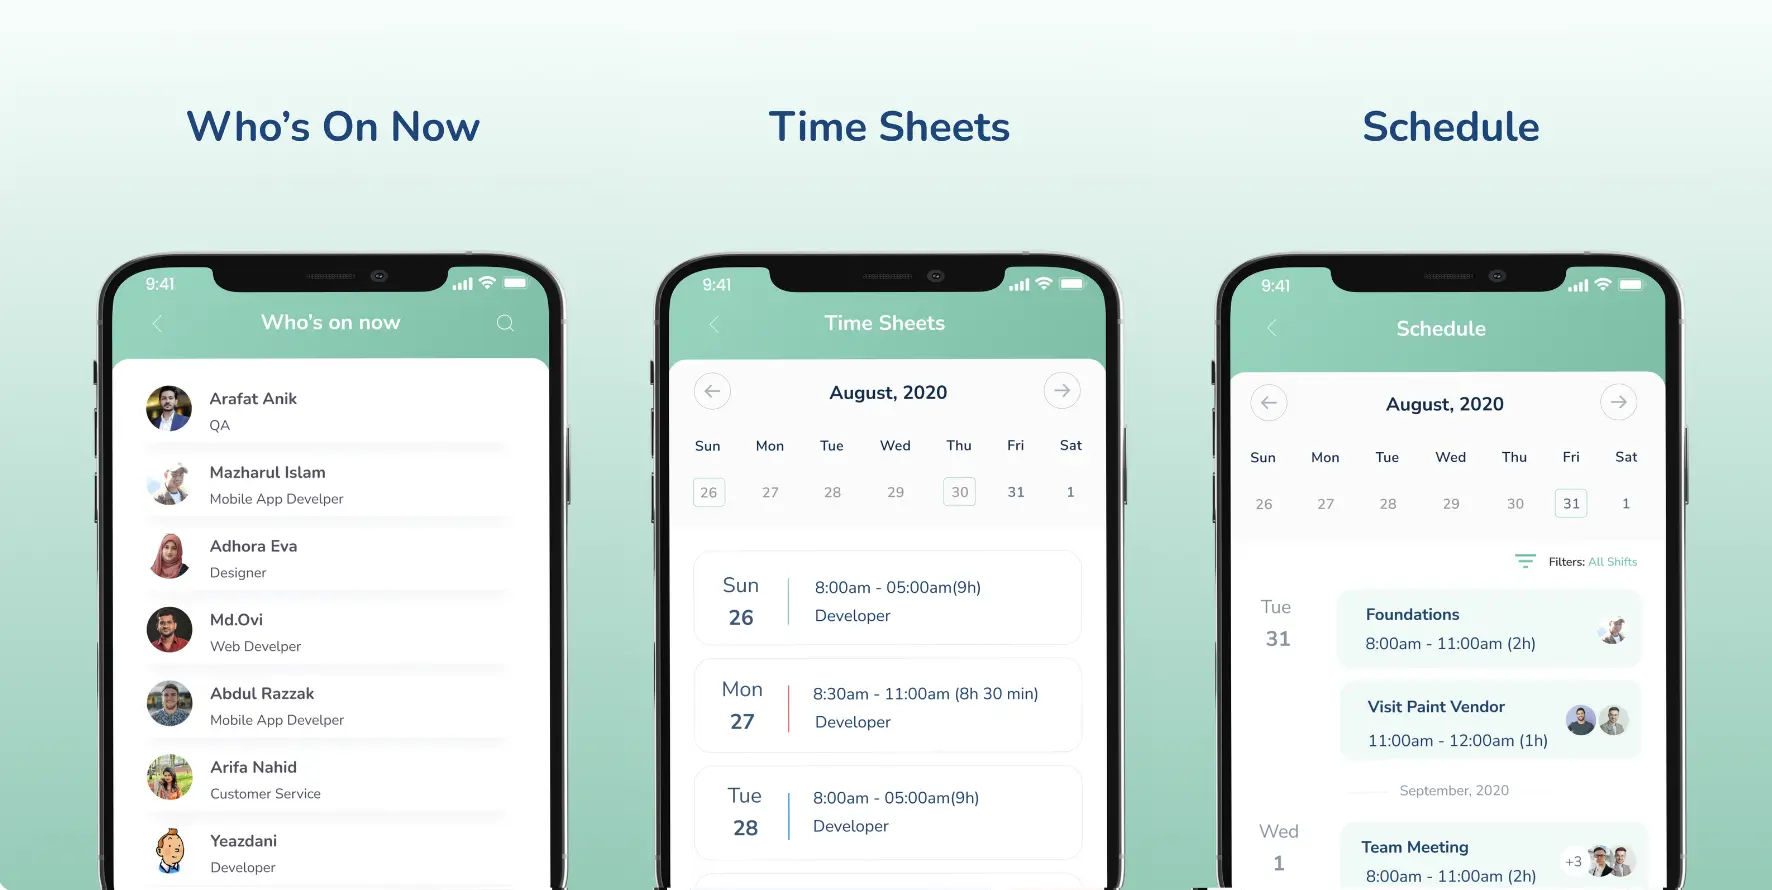 Who's On Now
Time Sheets
Schedule
9:41
Who's on now
Arafat Anik
QA
Mazharul Islam
Mobile App Develper
Adhora Eva
Designer
Md.Ovi
Web Develper
Abdul Razzak
Mobile App Develper
Arifa Nahid
Customer Service
Yeazdani
Developer
9:41
Time Sheets
August, 2020
Sun Mon Tue Wed Thu Fri Sat
26 27 28 29 30 31 1
Sun
26
8:00am - 05:00am(9h)
Developer
Mon
27
8:30am - 11:00am (8h 30 min)
Developer
Tue
28
8:00am - 05:00am(9h)
Developer
9:41
Schedule
August, 2020
Sun Mon Tue Wed Thu Fri Sat
26 27 28 29 30 31 1
Filters: All Shifts
Tue
31
Foundations
8:00am - 11:00am (2h)
Visit Paint Vendor
11:00am - 12:00am (1h)
September, 2020
Wed
1
Team Meeting
+3
8:00am - 11:00am (2h)